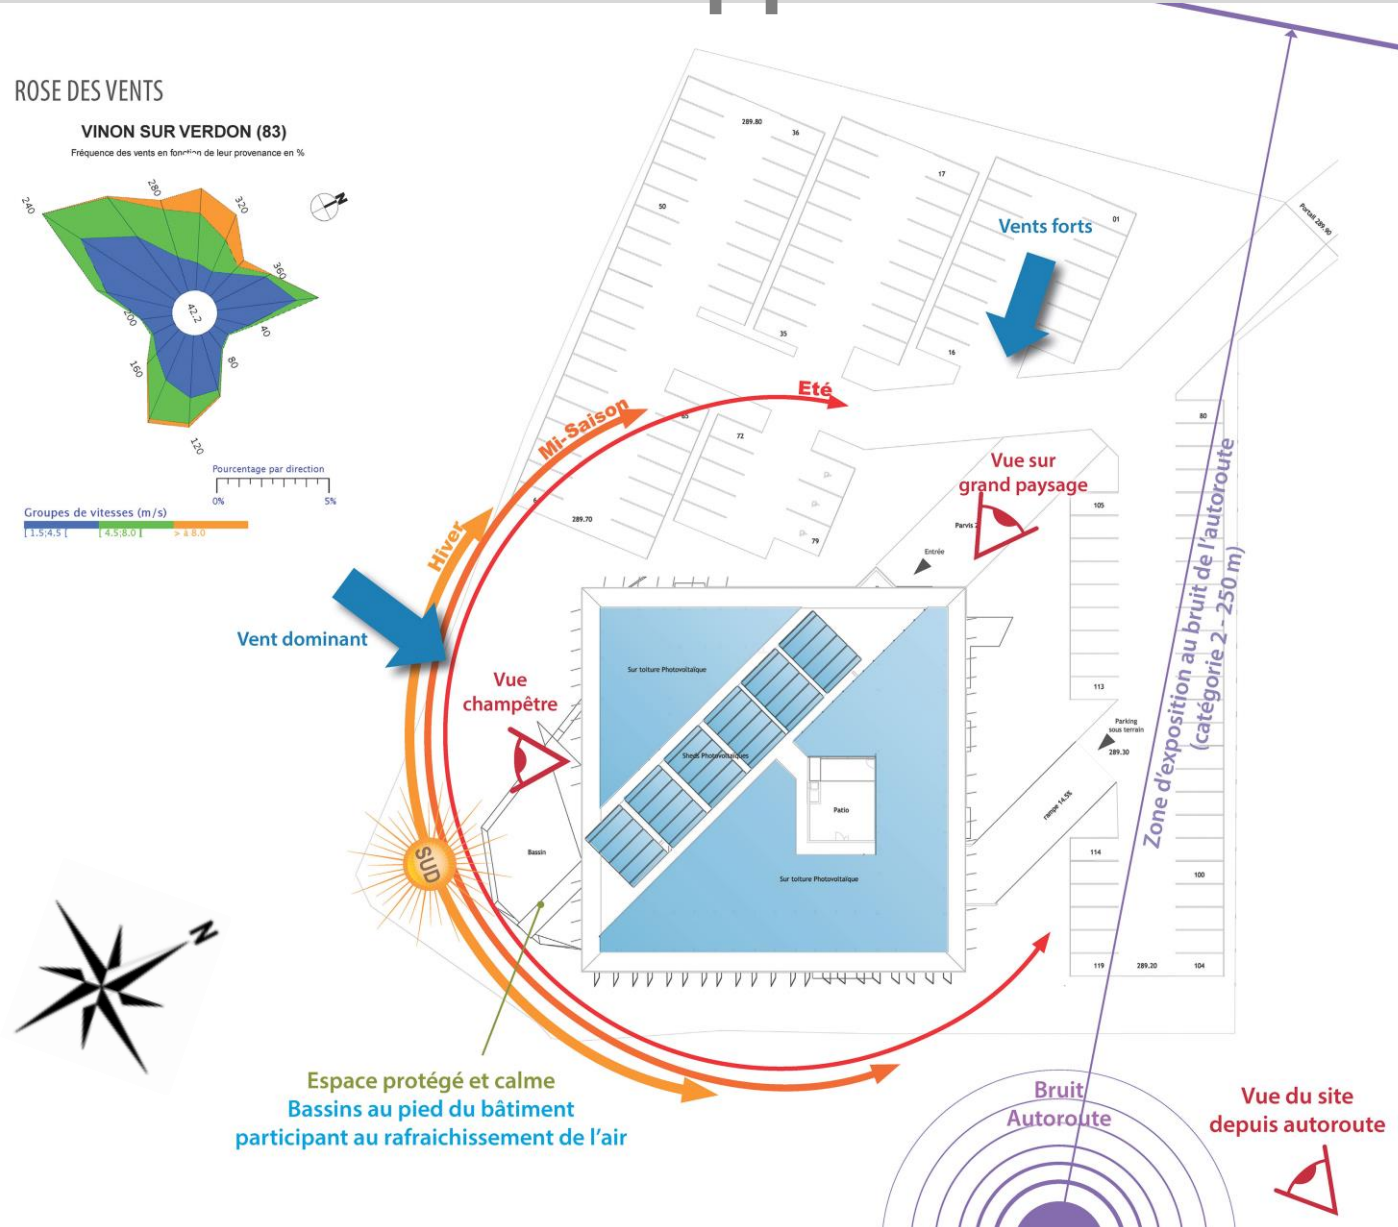 ROSE DES VENTS
VINON SUR VERDON (83)
Fréquence des vents en fonction de leur provenance en %
240
280
320
N
360
42.2
200
40
160
80
120
Pourcentage par direction
0%
5%
Groupes de vitesses (m/s)
[ 1.5;4.5 [
[ 4.5;8.0 [
> à 8.0
289.80
36
17
01
50
Portail 289.90
Vents forts
35
16
Eté
Mi-Saison
65
72
80
Hiver
289.70
79
Vue sur
grand paysage
105
Parvis
Entrée
Vent dominant
Vue
champêtre
Sur toiture Photovoltaïque
Sheds Photovoltaïques
113
Parking
sous terrain
289.30
rampe 14.5%
Patio
Sur toiture Photovoltaïque
SUD
Bassin
114
100
119
289.20
104
Zone d'exposition au bruit de l'autoroute
(catégorie 2 - 250 m)
N
Espace protégé et calme
Bassins au pied du bâtiment
participant au rafraichissement de l'air
Bruit
Autoroute
Vue du site
depuis autoroute